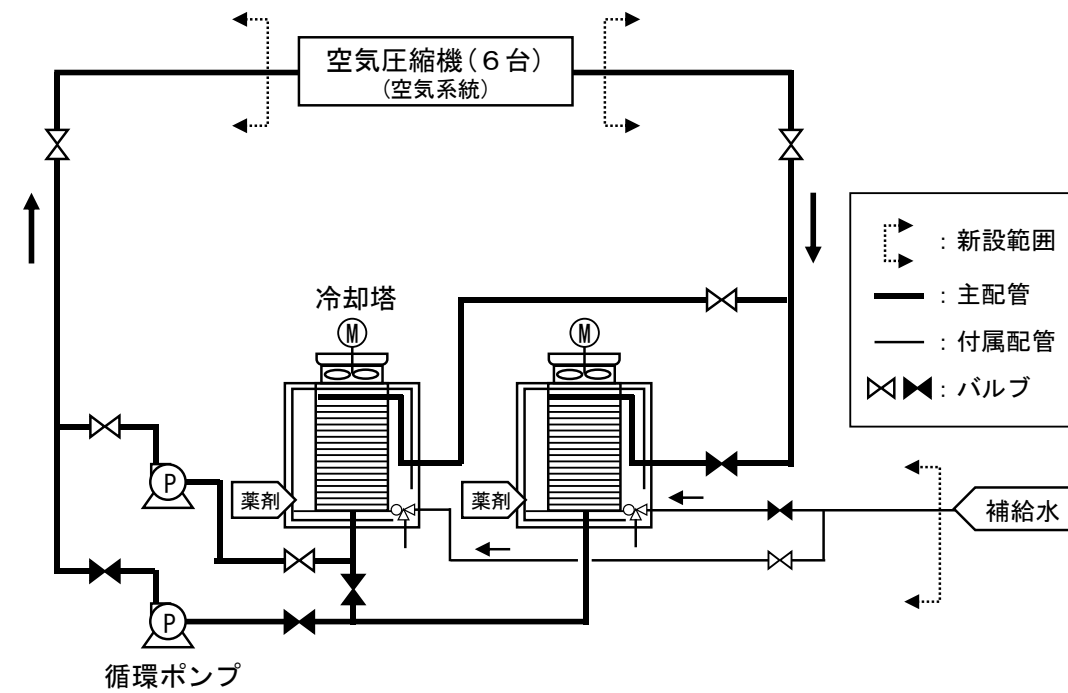 空気圧縮機（６台）
（空気系統）
：新設範囲
：主配管
：付属配管
：バルブ
冷却塔
M
M
P
薬剤
薬剤
補給水
P
循環ポンプ